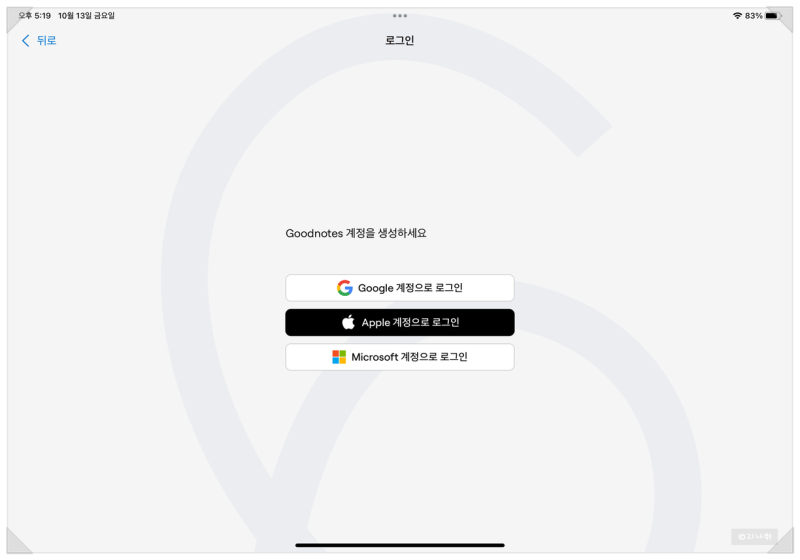 오후 5:19 10월 13일 금요일
83%
뒤로
로그인
Goodnotes 계정을 생성하세요
Google 계정으로 로그인
Apple 계정으로 로그인
Microsoft 계정으로 로그인